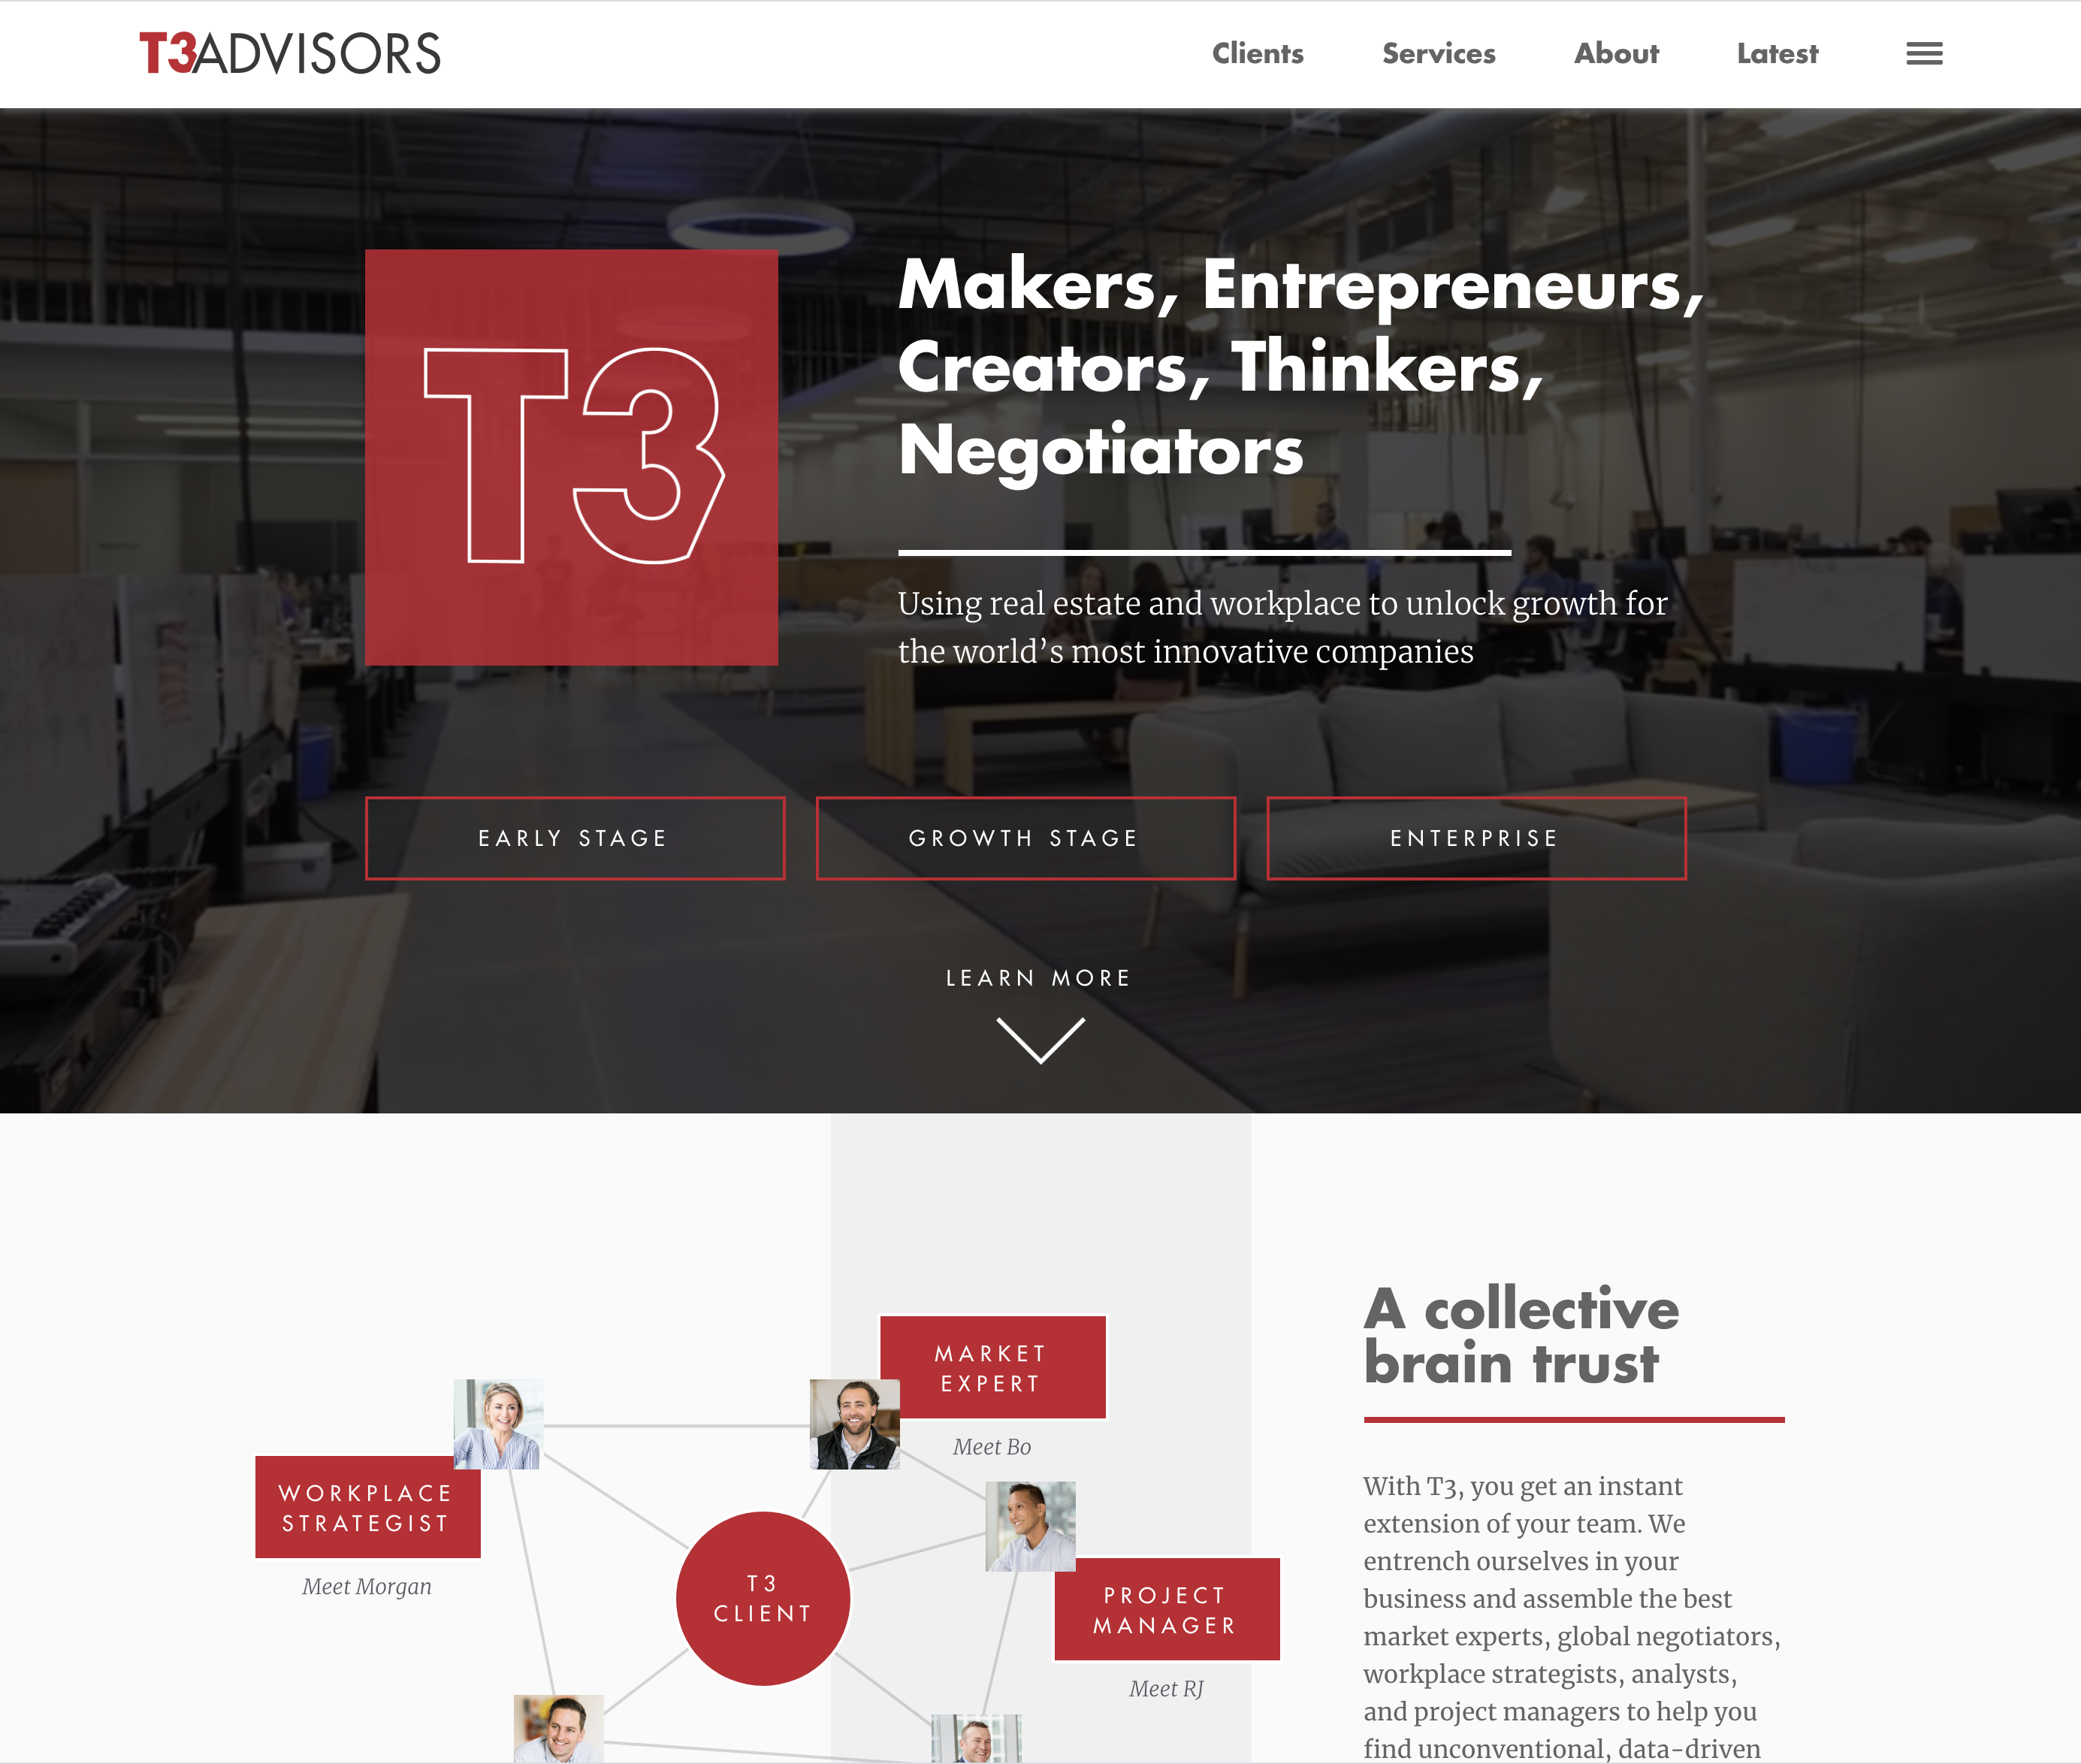 T3ADVISORS
Clients
Services
About
Latest
T3
Makers, Entrepreneurs,
Creators, Thinkers,
Negotiators
Using real estate and workplace to unlock growth for
the world’s most innovative companies
EARLY STAGE
GROWTH STAGE
ENTERPRISE
LEARN MORE
MARKET
EXPERT
Meet Bo
WORKPLACE
STRATEGIST
Meet Morgan
T3
CLIENT
PROJECT
MANAGER
Meet RJ
A collective
brain trust
With T3, you get an instant
extension of your team. We
entrench ourselves in your
business and assemble the best
market experts, global negotiators,
workplace strategists, analysts,
and project managers to help you
find unconventional, data-driven